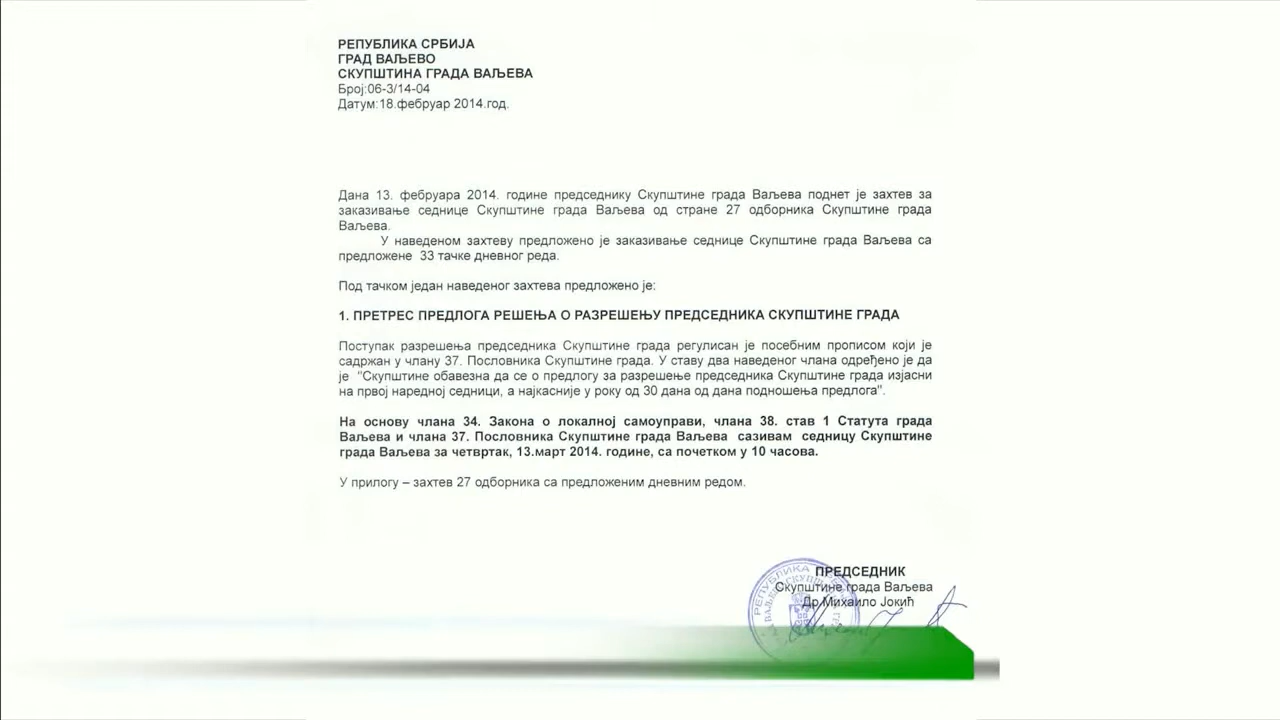 РЕПУБЛИКА СРБИЈА
ГРАД ВАЉЕВО
СКУПШТИНА ГРАДА ВАЉЕВА
Број:06-3/14-04
Датум:18.фебруар 2014.год.
Дана 13. фебруара 2014. године председнику Скупштине града Ваљева поднет је захтев за
заказивање седнице Скупштине града Ваљева од стране 27 одборника Скупштине града
Ваљева.
У наведеном захтеву предложено је заказивање седнице Скупштине града Ваљева са
предложене 33 тачке дневног реда.
Под тачком један наведеног захтева предложено је:
1. ПРЕТРЕС ПРЕДЛОГА РЕШЕЊА О РАЗРЕШЕЊУ ПРЕДСЕДНИКА СКУПШТИНЕ ГРАДА
Поступак разрешења председника Скупштине града регулисан је посебним прописом који је
садржан у члану 37. Пословника Скупштине града. У ставу два наведеног члана одређено је да
је "Скупштине обавезна да се о предлогу за разрешење председника Скупштине града изјасни
на првој наредној седници, а најкасније у року од 30 дана од дана подношења предлога".
На основу члана 34. Закона о локалној самоуправи, члана 38. став 1 Статута града
Ваљева и члана 37. Пословника Скупштине града Ваљева сазивам седницу Скупштине
града Ваљева за четвртак, 13.март 2014. године, са почетком у 10 часова.
У прилогу – захтев 27 одборника са предложеним дневним редом.
ПРЕДСЕДНИК
Скупштине града Ваљева
Др Михаило Јокић
РЕПУБЛИКА